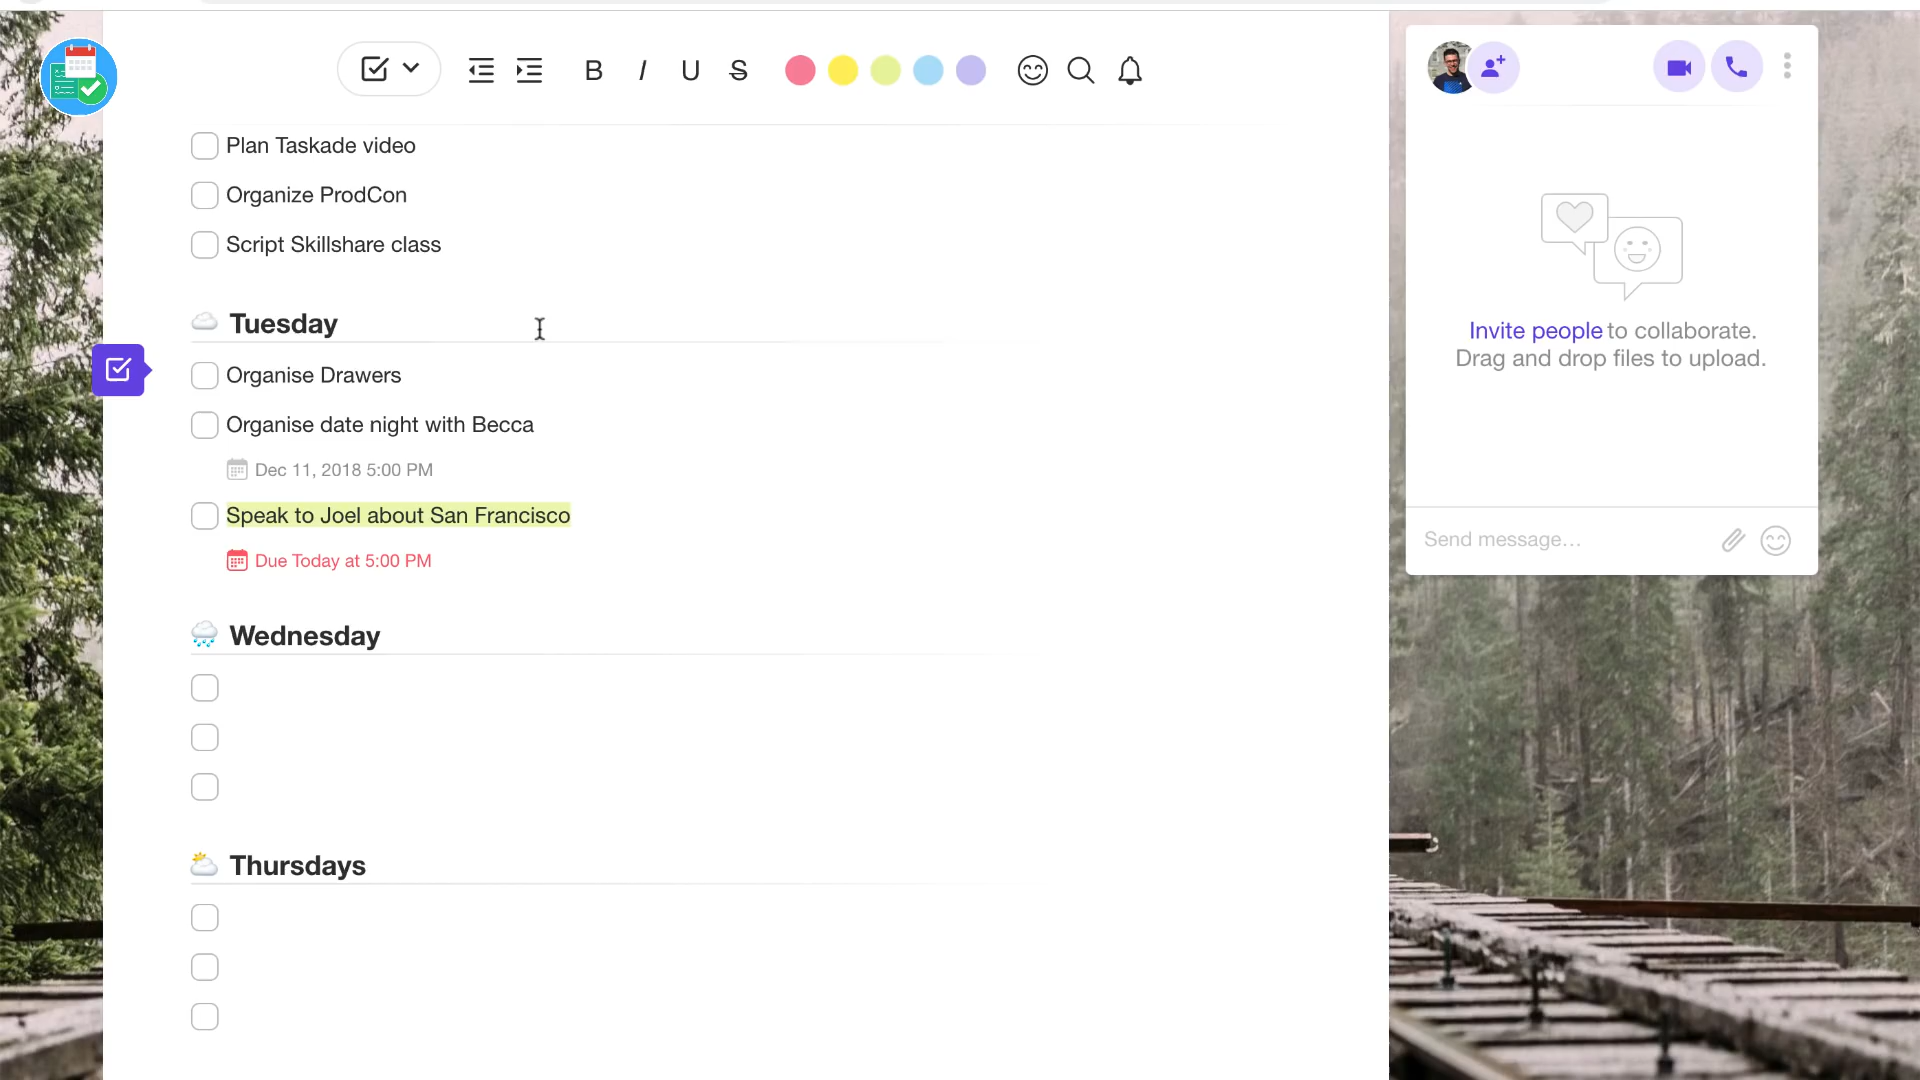 B I U S
Plan Taskade video
Organize ProdCon
Script Skillshare class
Tuesday
Organise Drawers
Organise date night with Becca
Dec 11, 2018 5:00 PM
Speak to Joel about San Francisco
Due Today at 5:00 PM
Wednesday
Thursdays
Invite people to collaborate.
Drag and drop files to upload.
Send message...